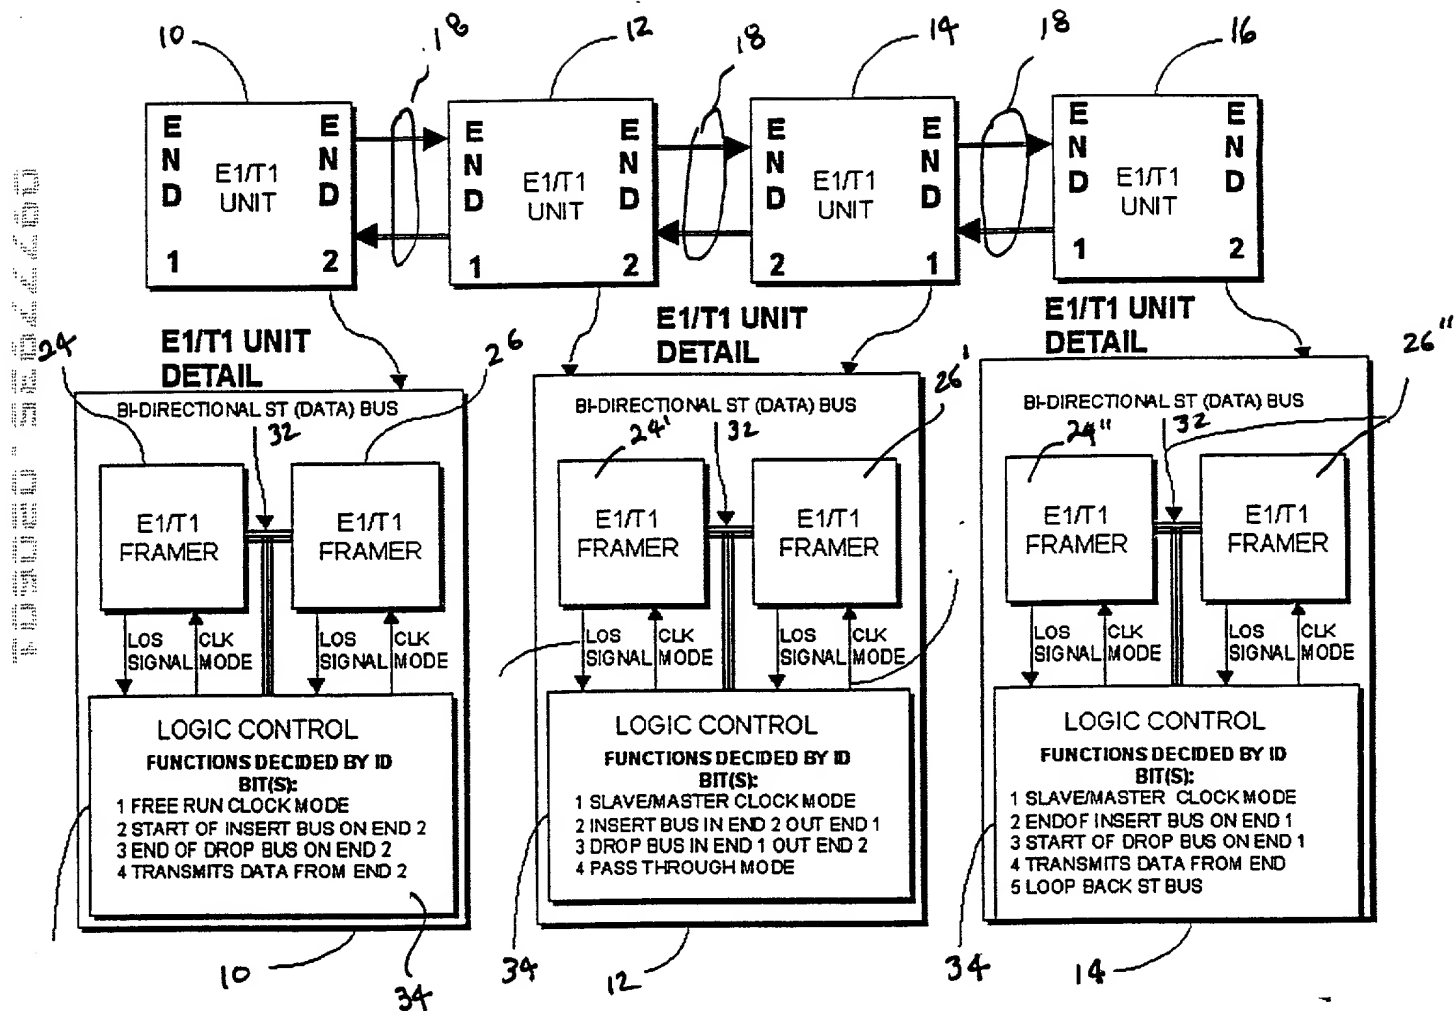 10
18
12
18
14
18
16
END 1
E1/T1 UNIT
END 2
END 1
E1/T1 UNIT
END 2
END 2
E1/T1 UNIT
END 1
END 1
E1/T1 UNIT
END 2
E1/T1 UNIT
DETAIL
24
26
BI-DIRECTIONAL ST (DATA) BUS
32
E1/T1
FRAMER
E1/T1
FRAMER
LOS
SIGNAL
CLK
MODE
LOS
SIGNAL
CLK
MODE
LOGIC CONTROL
FUNCTIONS DECIDED BY ID
BIT(S):
1 FREE RUN CLOCK MODE
2 START OF INSERT BUS ON END 2
3 END OF DROP BUS ON END 2
4 TRANSMITS DATA FROM END 2
10
34
E1/T1 UNIT
DETAIL
26'
BI-DIRECTIONAL ST (DATA) BUS
24'
32
E1/T1
FRAMER
E1/T1
FRAMER
LOS
SIGNAL
CLK
MODE
LOS
SIGNAL
CLK
MODE
LOGIC CONTROL
FUNCTIONS DECIDED BY ID
BIT(S):
1 SLAVE/MASTER CLOCK MODE
2 INSERT BUS IN END 2 OUT END 1
3 DROP BUS IN END 1 OUT END 2
4 PASS THROUGH MODE
34
12
E1/T1 UNIT
DETAIL
26"
BI-DIRECTIONAL ST (DATA) BUS
24"
32
E1/T1
FRAMER
E1/T1
FRAMER
LOS
SIGNAL
CLK
MODE
LOS
SIGNAL
CLK
MODE
LOGIC CONTROL
FUNCTIONS DECIDED BY ID
BIT(S):
1 SLAVE/MASTER CLOCK MODE
2 ENDOF INSERT BUS ON END 1
3 START OF DROP BUS ON END 1
4 TRANSMITS DATA FROM END
5 LOOP BACK ST BUS
34
14